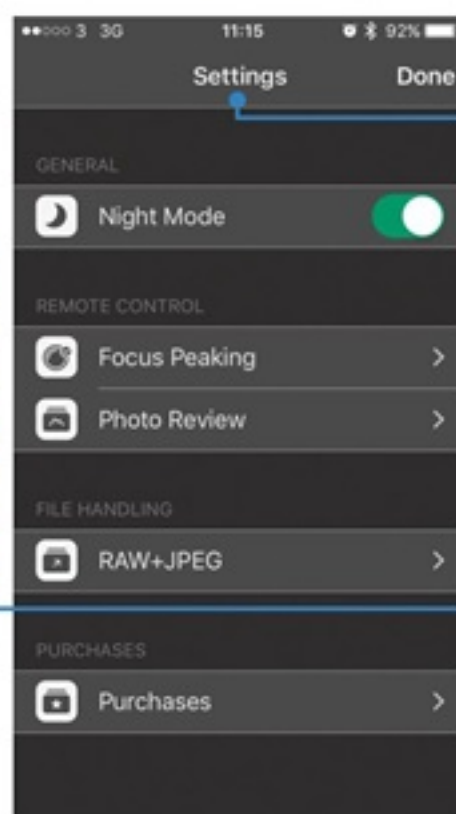 3 3G 11:15 92%
Settings Done
GENERAL
Night Mode
REMOTE CONTROL
Focus Peaking
Photo Review
FILE HANDLING
RAW+JPEG
PURCHASES
Purchases